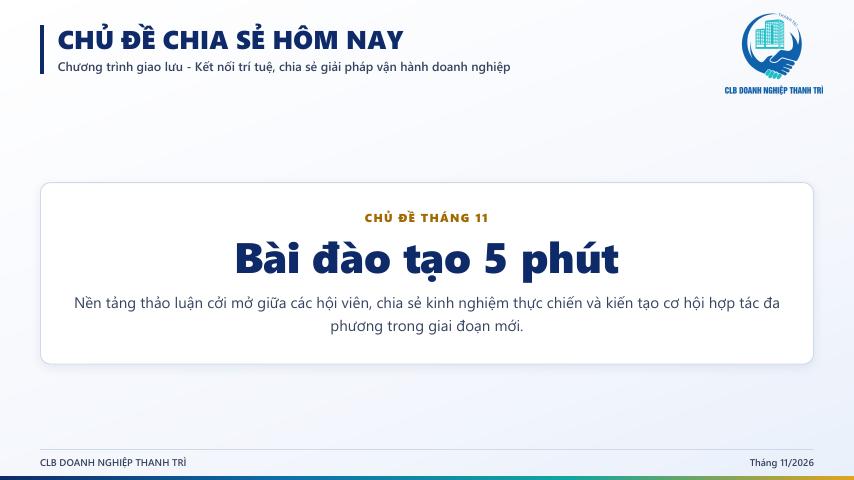 CHỦ ĐỀ CHIA SẺ HÔM NAY
Chương trình giao lưu - Kết nối trí tuệ, chia sẻ giải pháp vận hành doanh nghiệp
THANH TRÌ
CLB DOANH NGHIỆP THANH TRÌ
CHỦ ĐỀ THÁNG 11
Bài đào tạo 5 phút
Nền tảng thảo luận cởi mở giữa các hội viên, chia sẻ kinh nghiệm thực chiến và kiến tạo cơ hội hợp tác đa
phương trong giai đoạn mới.
CLB DOANH NGHIỆP THANH TRÌ
Tháng 11/2026